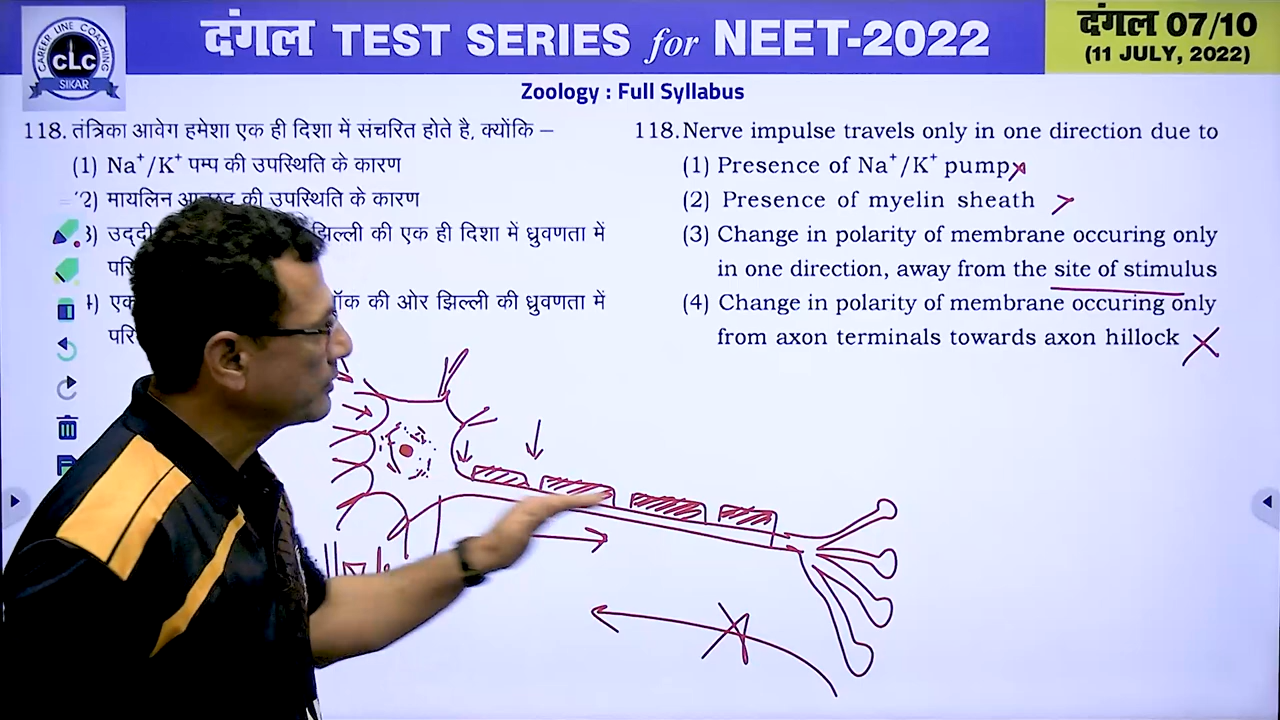 CAREER LINE COACHING
CLC
SIKAR
दंगल TEST SERIES for NEET-2022
दंगल 07/10
(11 JULY, 2022)
Zoology : Full Syllabus
118. तंत्रिका आवेग हमेशा एक ही दिशा में संचरित होते है, क्योंकि –
(1) Na⁺/K⁺ पम्प की उपस्थिति के कारण
2) मायलिन की उपस्थिति के कारण
3) झिल्ली की एक ही दिशा में ध्रुवणता में
4) की ओर झिल्ली की ध्रुवणता में
118. Nerve impulse travels only in one direction due to
(1) Presence of Na⁺/K⁺ pump
(2) Presence of myelin sheath
(3) Change in polarity of membrane occuring only
in one direction, away from the site of stimulus
(4) Change in polarity of membrane occuring only
from axon terminals towards axon hillock